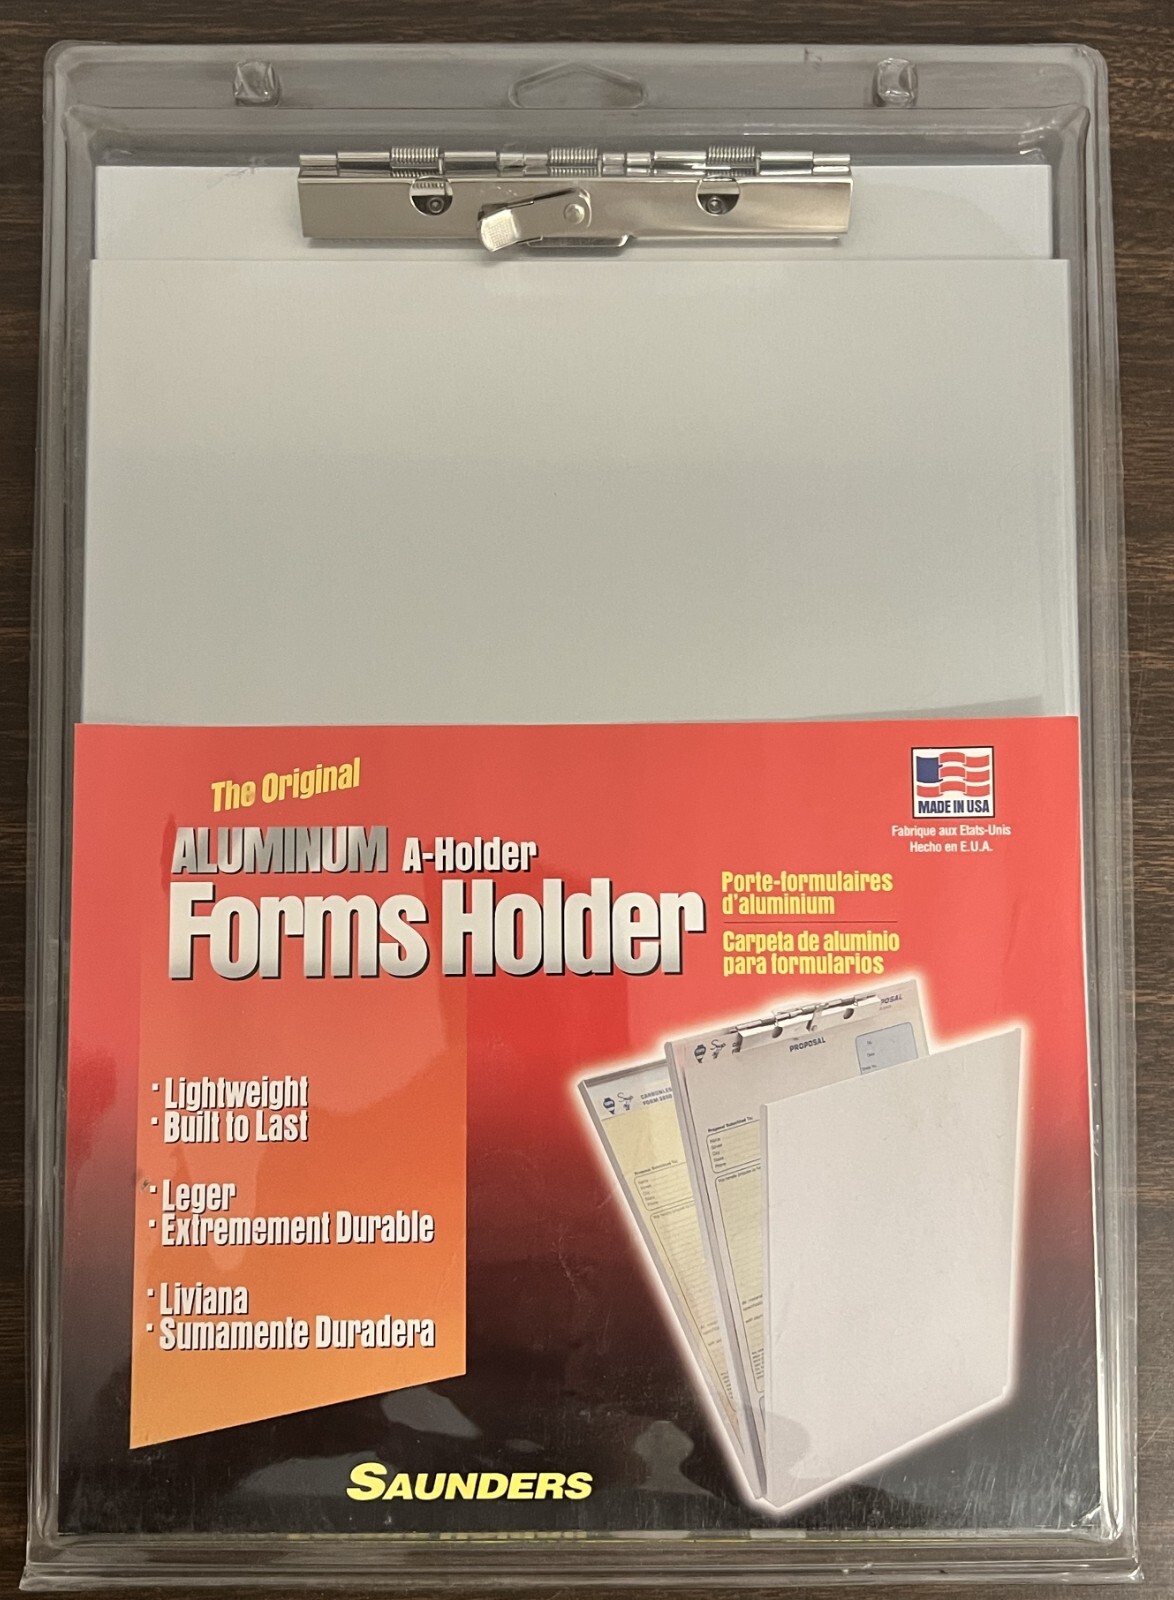 The Original
ALUMINUM A-Holder
Forms Holder
MADE IN USA
Fabrique aux Etats-Unis
Hecho en E.U.A.
Porte-formulaires
d'aluminium
Carpeta de aluminio
para formularios
· Lightweight
· Built to Last
· Leger
· Extremement Durable
· Liviana
· Sumamente Duradera
PROPOSAL
SAUNDERS